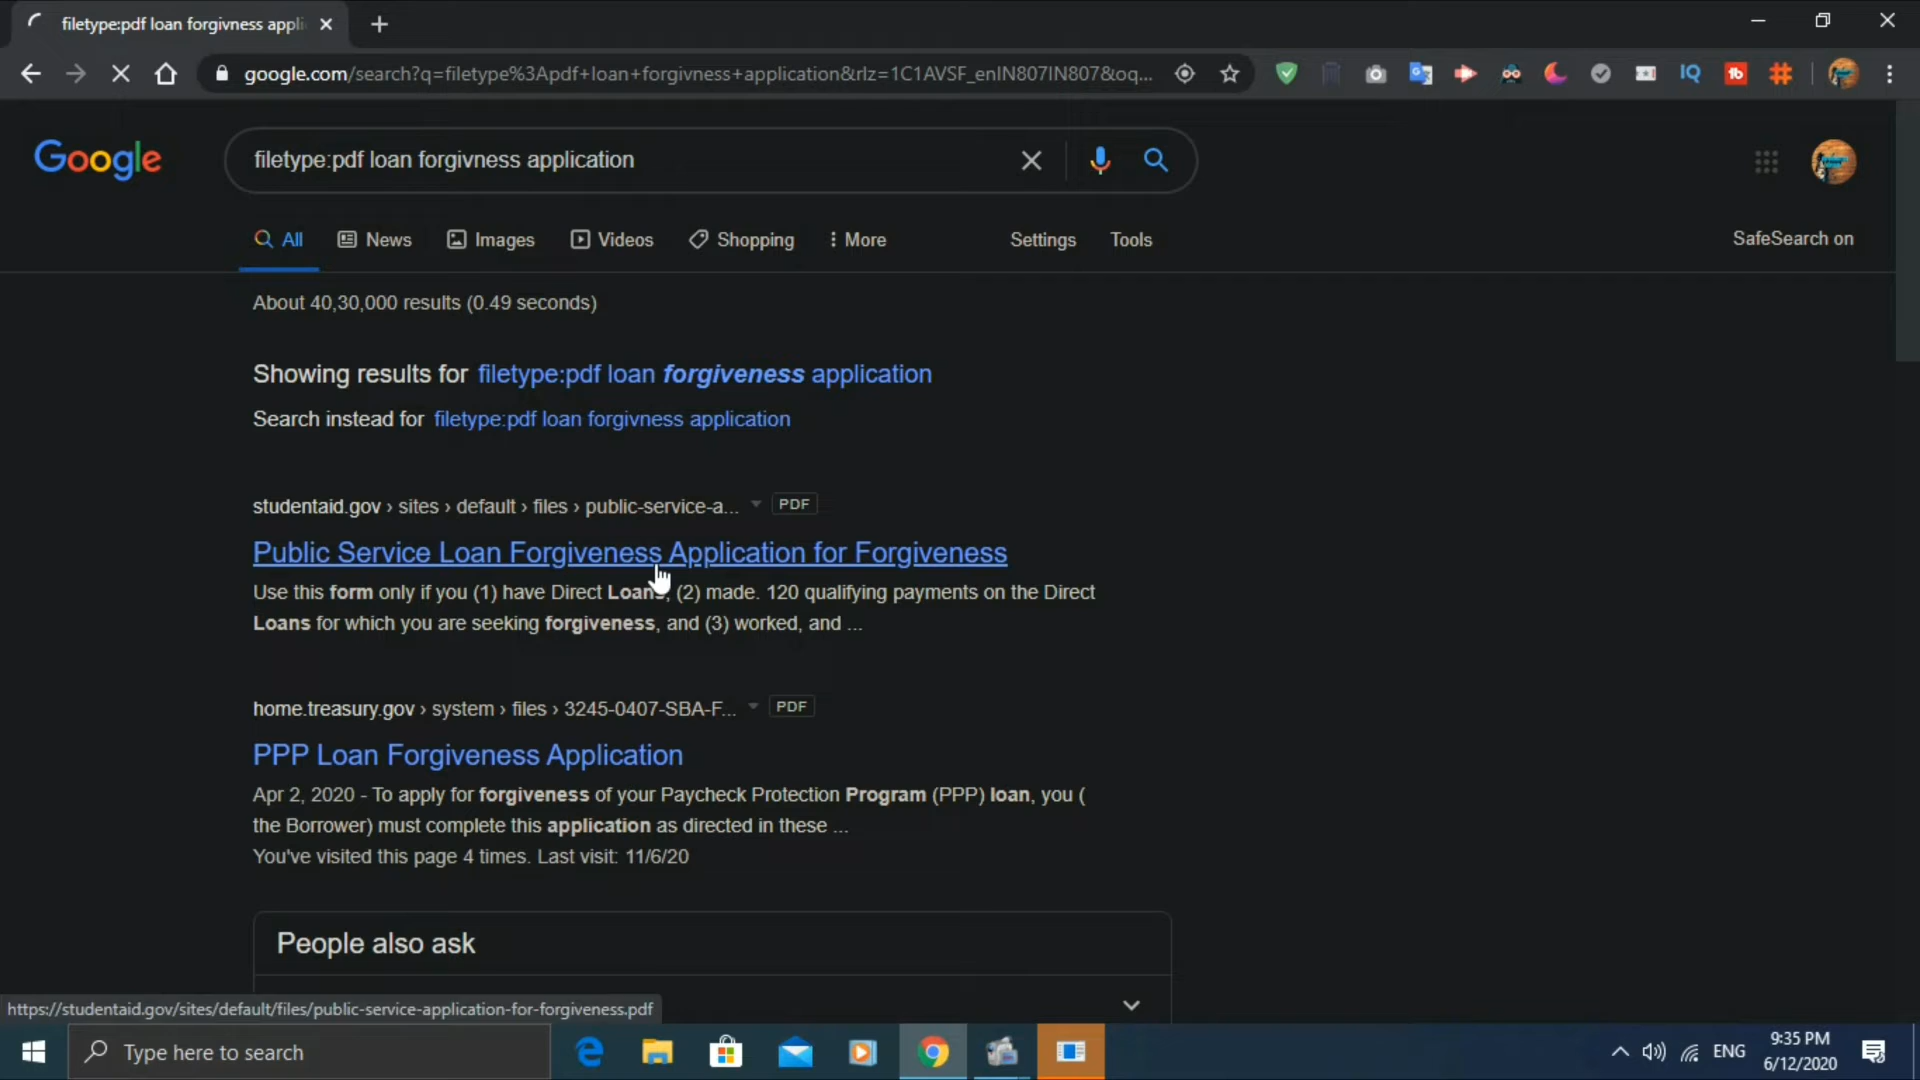 filetype:pdf loan forgivness appli
google.com/search?q=filetype%3Apdf+loan+forgivness+application&rlz=1C1AVSF_enIN807IN807&oq...
Google
filetype:pdf loan forgivness application
All News Images Videos Shopping More Settings Tools
SafeSearch on
About 40,30,000 results (0.49 seconds)
Showing results for filetype:pdf loan forgiveness application
Search instead for filetype:pdf loan forgivness application
studentaid.gov › sites › default › files › public-service-a... PDF
Public Service Loan Forgiveness Application for Forgiveness
Use this form only if you (1) have Direct Loans, (2) made. 120 qualifying payments on the Direct
Loans for which you are seeking forgiveness, and (3) worked, and ...
home.treasury.gov › system › files › 3245-0407-SBA-F... PDF
PPP Loan Forgiveness Application
Apr 2, 2020 - To apply for forgiveness of your Paycheck Protection Program (PPP) loan, you (
the Borrower) must complete this application as directed in these ...
You've visited this page 4 times. Last visit: 11/6/20
People also ask
https://studentaid.gov/sites/default/files/public-service-application-for-forgiveness.pdf
Type here to search
ENG
9:35 PM
6/12/2020